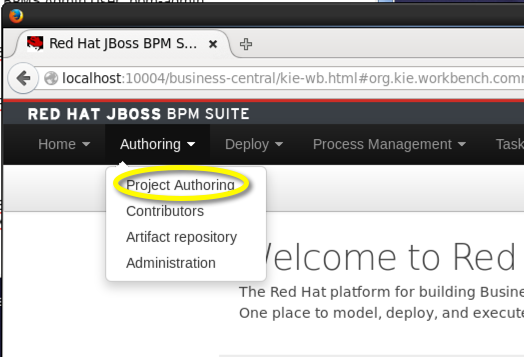 Red Hat JBoss BPM S...
localhost:10004/business-central/kie-wb.html#org.kie.workbench.com
RED HAT JBOSS BPM SUITE
Home Authoring Deploy Process Management Task
Project Authoring
Contributors
Artifact repository
Administration
Welcome to Red
The Red Hat platform for building Busine
One place to model, deploy, and execute